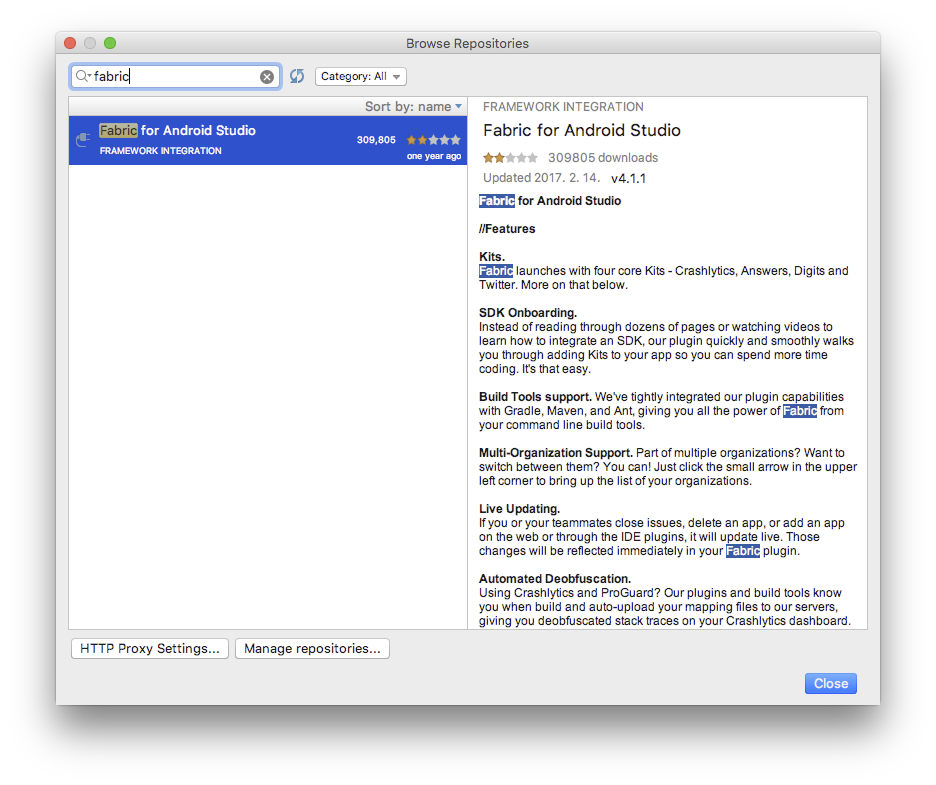 Browse Repositories
fabric
Category: All
Sort by: name
Fabric for Android Studio
309,805
FRAMEWORK INTEGRATION
one year ago
FRAMEWORK INTEGRATION
Fabric for Android Studio
309805 downloads
Updated 2017. 2. 14. v4.1.1
Fabric for Android Studio
//Features
Kits.
Fabric launches with four core Kits - Crashlytics, Answers, Digits and
Twitter. More on that below.
SDK Onboarding.
Instead of reading through dozens of pages or watching videos to
learn how to integrate an SDK, our plugin quickly and smoothly walks
you through adding Kits to your app so you can spend more time
coding. It's that easy.
Build Tools support. We've tightly integrated our plugin capabilities
with Gradle, Maven, and Ant, giving you all the power of Fabric from
your command line build tools.
Multi-Organization Support. Part of multiple organizations? Want to
switch between them? You can! Just click the small arrow in the upper
left corner to bring up the list of your organizations.
Live Updating.
If you or your teammates close issues, delete an app, or add an app
on the web or through the IDE plugins, it will update live. Those
changes will be reflected immediately in your Fabric plugin.
Automated Deobfuscation.
Using Crashlytics and ProGuard? Our plugins and build tools know
you when build and auto-upload your mapping files to our servers,
giving you deobfuscated stack traces on your Crashlytics dashboard.
HTTP Proxy Settings...
Manage repositories...
Close